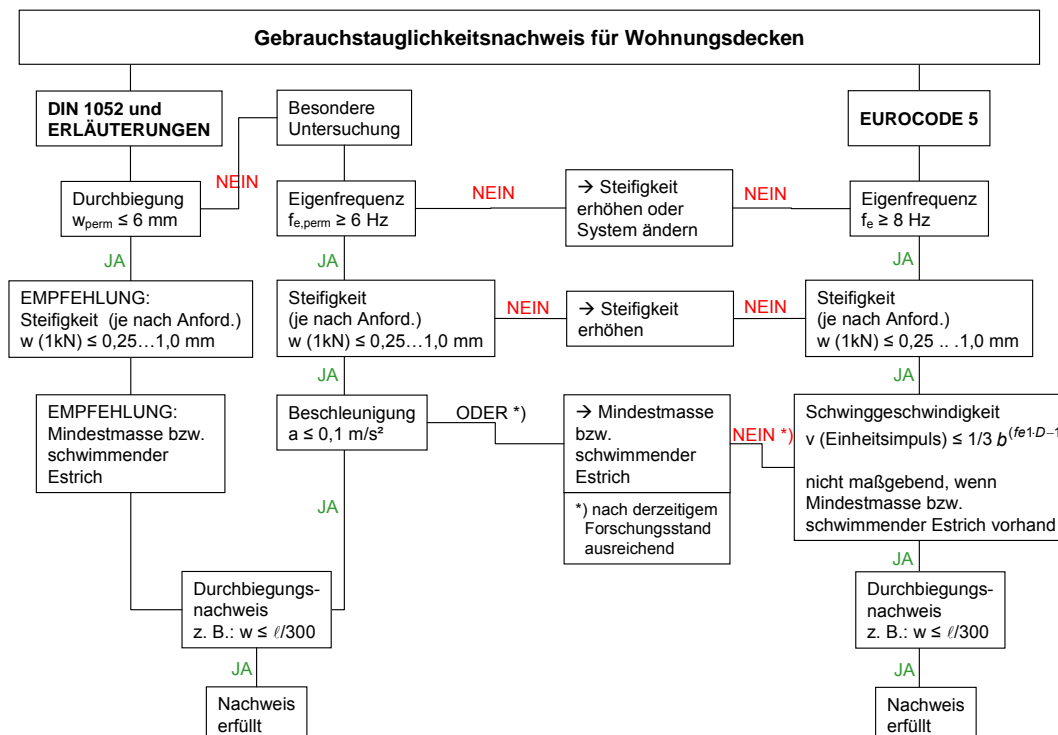 Gebrauchstauglichkeitsnachweis für Wohnungsdecken
DIN 1052 und
ERLÄUTERUNGEN
Besondere
Untersuchung
EUROCODE 5
NEIN
Durchbiegung
wperm ≤ 6 mm
Eigenfrequenz
fe,perm ≥ 6 Hz
NEIN
→ Steifigkeit
erhöhen oder
System ändern
NEIN
Eigenfrequenz
fe ≥ 8 Hz
JA
JA
JA
EMPFEHLUNG:
Steifigkeit (je nach Anford.)
w (1kN) ≤ 0,25…1,0 mm
Steifigkeit
(je nach Anford.)
w (1kN) ≤ 0,25…1,0 mm
NEIN
→ Steifigkeit
erhöhen
NEIN
Steifigkeit
(je nach Anford.)
w (1kN) ≤ 0,25 .. .1,0 mm
JA
JA
EMPFEHLUNG:
Mindestmasse bzw.
schwimmender
Estrich
Beschleunigung
a ≤ 0,1 m/s²
ODER *)
→ Mindestmasse
bzw.
schwimmender
Estrich
*) nach derzeitigem
Forschungsstand
ausreichend
NEIN *)
Schwinggeschwindigkeit
v (Einheitsimpuls) ≤ 1/3 b^(fe1·D−1
nicht maßgebend, wenn
Mindestmasse bzw.
schwimmender Estrich vorhand
JA
JA
Durchbiegungs-
nachweis
z. B.: w ≤ ℓ/300
Durchbiegungs-
nachweis
z. B.: w ≤ ℓ/300
JA
JA
Nachweis
erfüllt
Nachweis
erfüllt